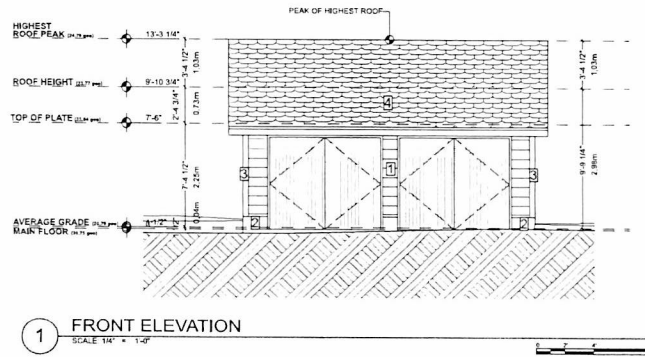 PEAK OF HIGHEST ROOF
HIGHEST
ROOF PEAK
13'-3 1/4"
3'-4 1/2"
1.03m
ROOF HEIGHT
9'-10 3/4"
2'-4 3/4"
0.73m
TOP OF PLATE
7'-6"
7'-4 1/2"
2.25m
0.04m
AVERAGE GRADE
MAIN FLOOR
3'-4 1/2"
1.03m
9'-9 1/4"
2.98m
4
1
3
3
2
2
1
FRONT ELEVATION
SCALE 1/4" = 1'-0"
0 2' 4'